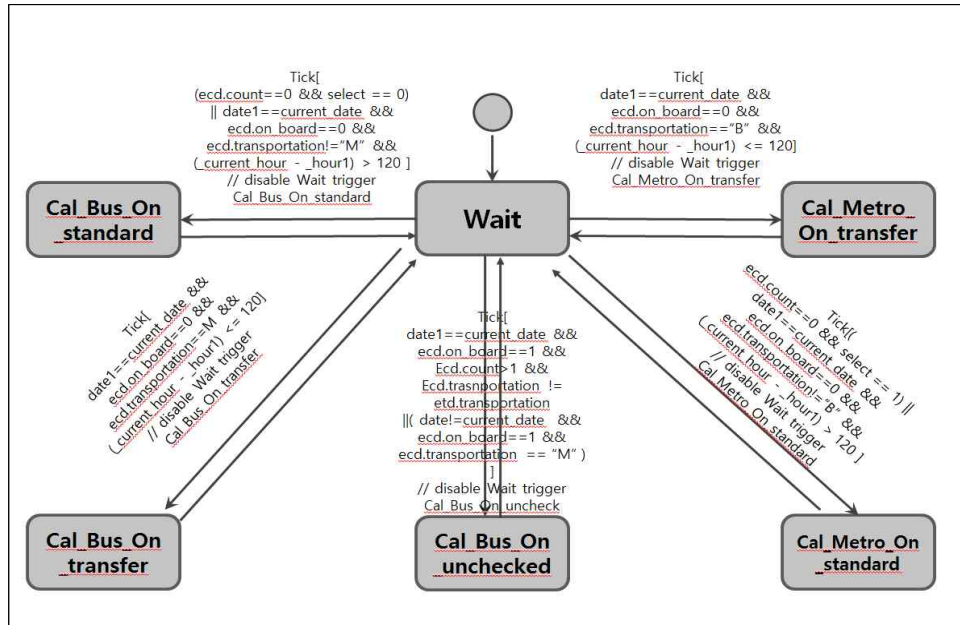 Tick[
(ecd.count==0 && select == 0)
|| date1==current_date &&
ecd.on_board==0 &&
ecd.transportation!="M" &&
(_current_hour - _hour1) > 120 ]
// disable Wait trigger
Cal_Bus_On_standard
Tick[
date1==current_date &&
ecd.on_board==0 &&
ecd.transportation=="B" &&
(_current_hour - _hour1) <= 120]
// disable Wait trigger
Cal_Metro_On_transfer
Cal_Bus_On
_standard
Wait
Cal_Metro_
On_transfer
Tick[
date1==current_date &&
ecd.on_board==0 &&
ecd.transportation==M &&
(_current_hour - _hour1) <= 120]
// disable Wait trigger
Cal_Bus_On_transfer
Tick[
date1==current_date &&
ecd.on_board==1 &&
Ecd.count>1 &&
Ecd.trasnportation !=
etd.transportation
||( date!=current_date &&
ecd.on_board==1 &&
ecd.transportation == "M" )
]
// disable Wait trigger
Cal_Bus_On_uncheck
Tick[(
ecd.count==0 && select == 1) ||
date1==current_date &&
ecd.on_board==0 &&
ecd.transportation!="B" &&
(_current_hour - _hour1) > 120 ]
// disable Wait trigger
Cal_Metro_On_standard
Cal_Bus_On
_transfer
Cal_Bus_On
_unchecked
Cal_Metro_On
_standard